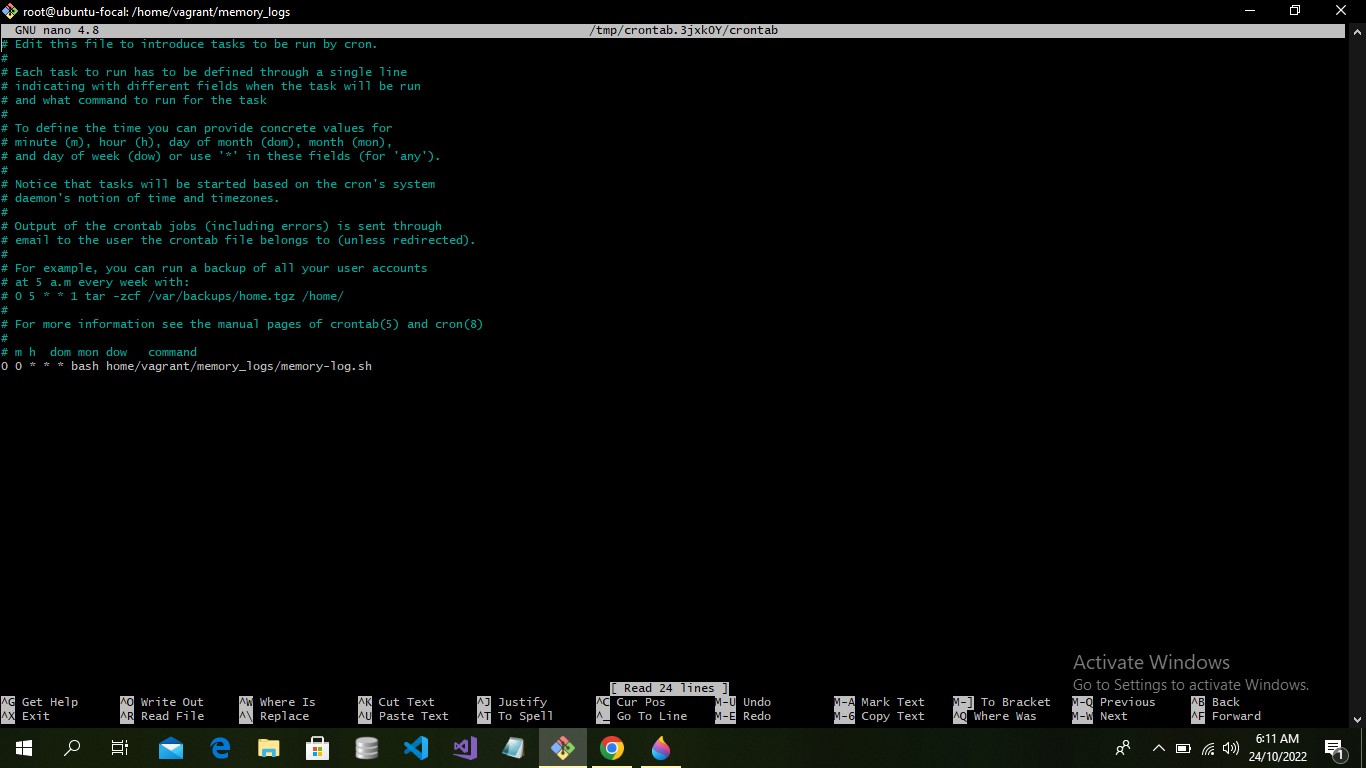 root@ubuntu-focal: /home/vagrant/memory_logs
GNU nano 4.8 /tmp/crontab.3jxkOY/crontab
# Edit this file to introduce tasks to be run by cron.
#
# Each task to run has to be defined through a single line
# indicating with different fields when the task will be run
# and what command to run for the task
#
# To define the time you can provide concrete values for
# minute (m), hour (h), day of month (dom), month (mon),
# and day of week (dow) or use '*' in these fields (for 'any').
#
# Notice that tasks will be started based on the cron's system
# daemon's notion of time and timezones.
#
# Output of the crontab jobs (including errors) is sent through
# email to the user the crontab file belongs to (unless redirected).
#
# For example, you can run a backup of all your user accounts
# at 5 a.m every week with:
# 0 5 * * 1 tar -zcf /var/backups/home.tgz /home/
#
# For more information see the manual pages of crontab(5) and cron(8)
#
# m h  dom mon dow   command
0 0 * * * bash home/vagrant/memory_logs/memory-log.sh
Activate Windows
Go to Settings to activate Windows.
[ Read 24 lines ]
^G Get Help ^O Write Out ^W Where Is ^K Cut Text ^J Justify ^C Cur Pos M-U Undo M-A Mark Text M-] To Bracket M-Q Previous ^B Back
^X Exit ^R Read File ^\ Replace ^U Paste Text ^T To Spell ^_ Go To Line M-E Redo M-6 Copy Text ^Q Where Was M-W Next ^F Forward
6:11 AM
24/10/2022
1